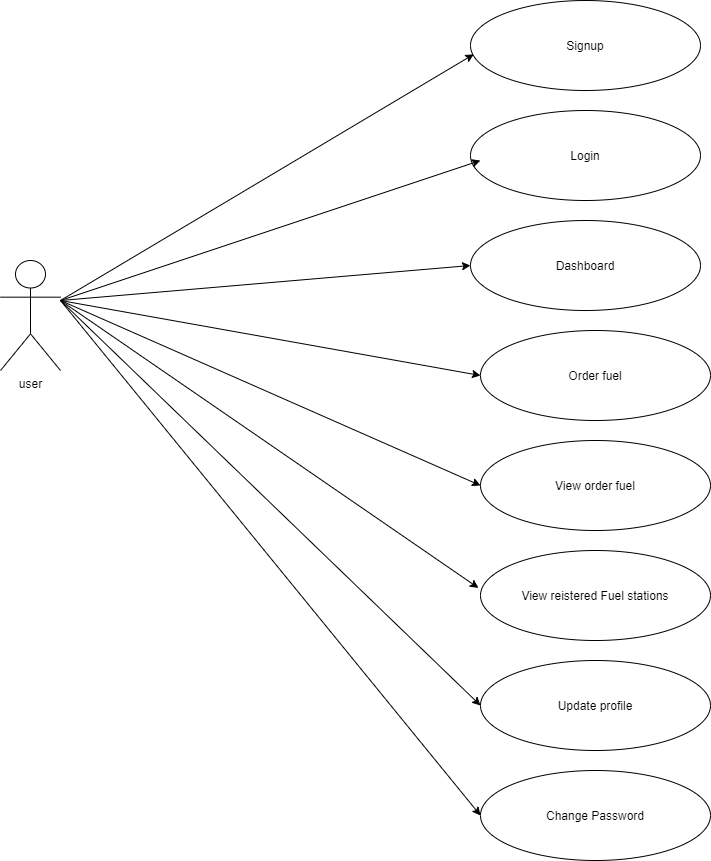 Signup
Login
Dashboard
user
Order fuel
View order fuel
View reistered Fuel stations
Update profile
Change Password